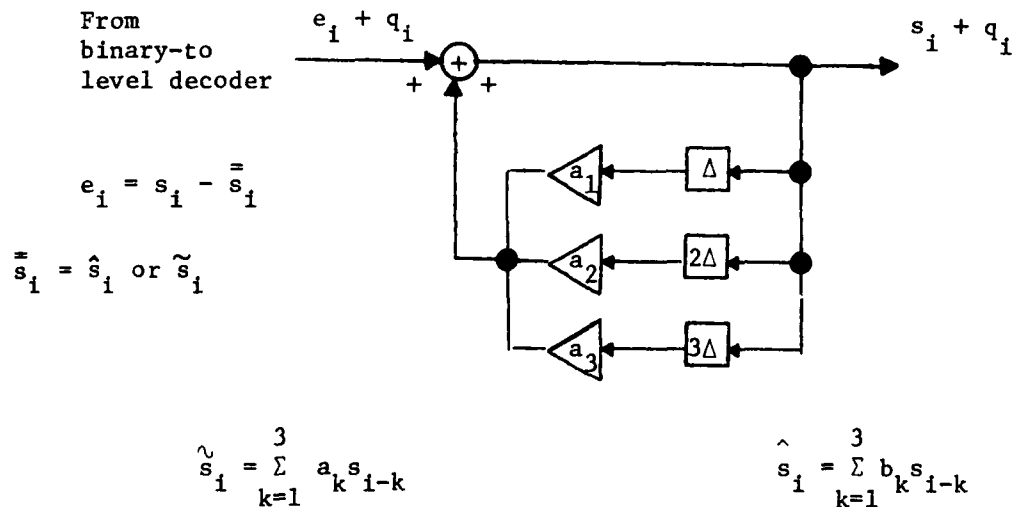 From
binary-to
level decoder
e_i + q_i
s_i + q_i
+
+ +
a_1 Δ
e_i = s_i - s̿_i
s̿_i = ŝ_i or s̃_i
a_2 2Δ
a_3 3Δ
s̃_i = Σ_{k=1}^{3} a_k s_{i-k}
ŝ_i = Σ_{k=1}^{3} b_k s_{i-k}